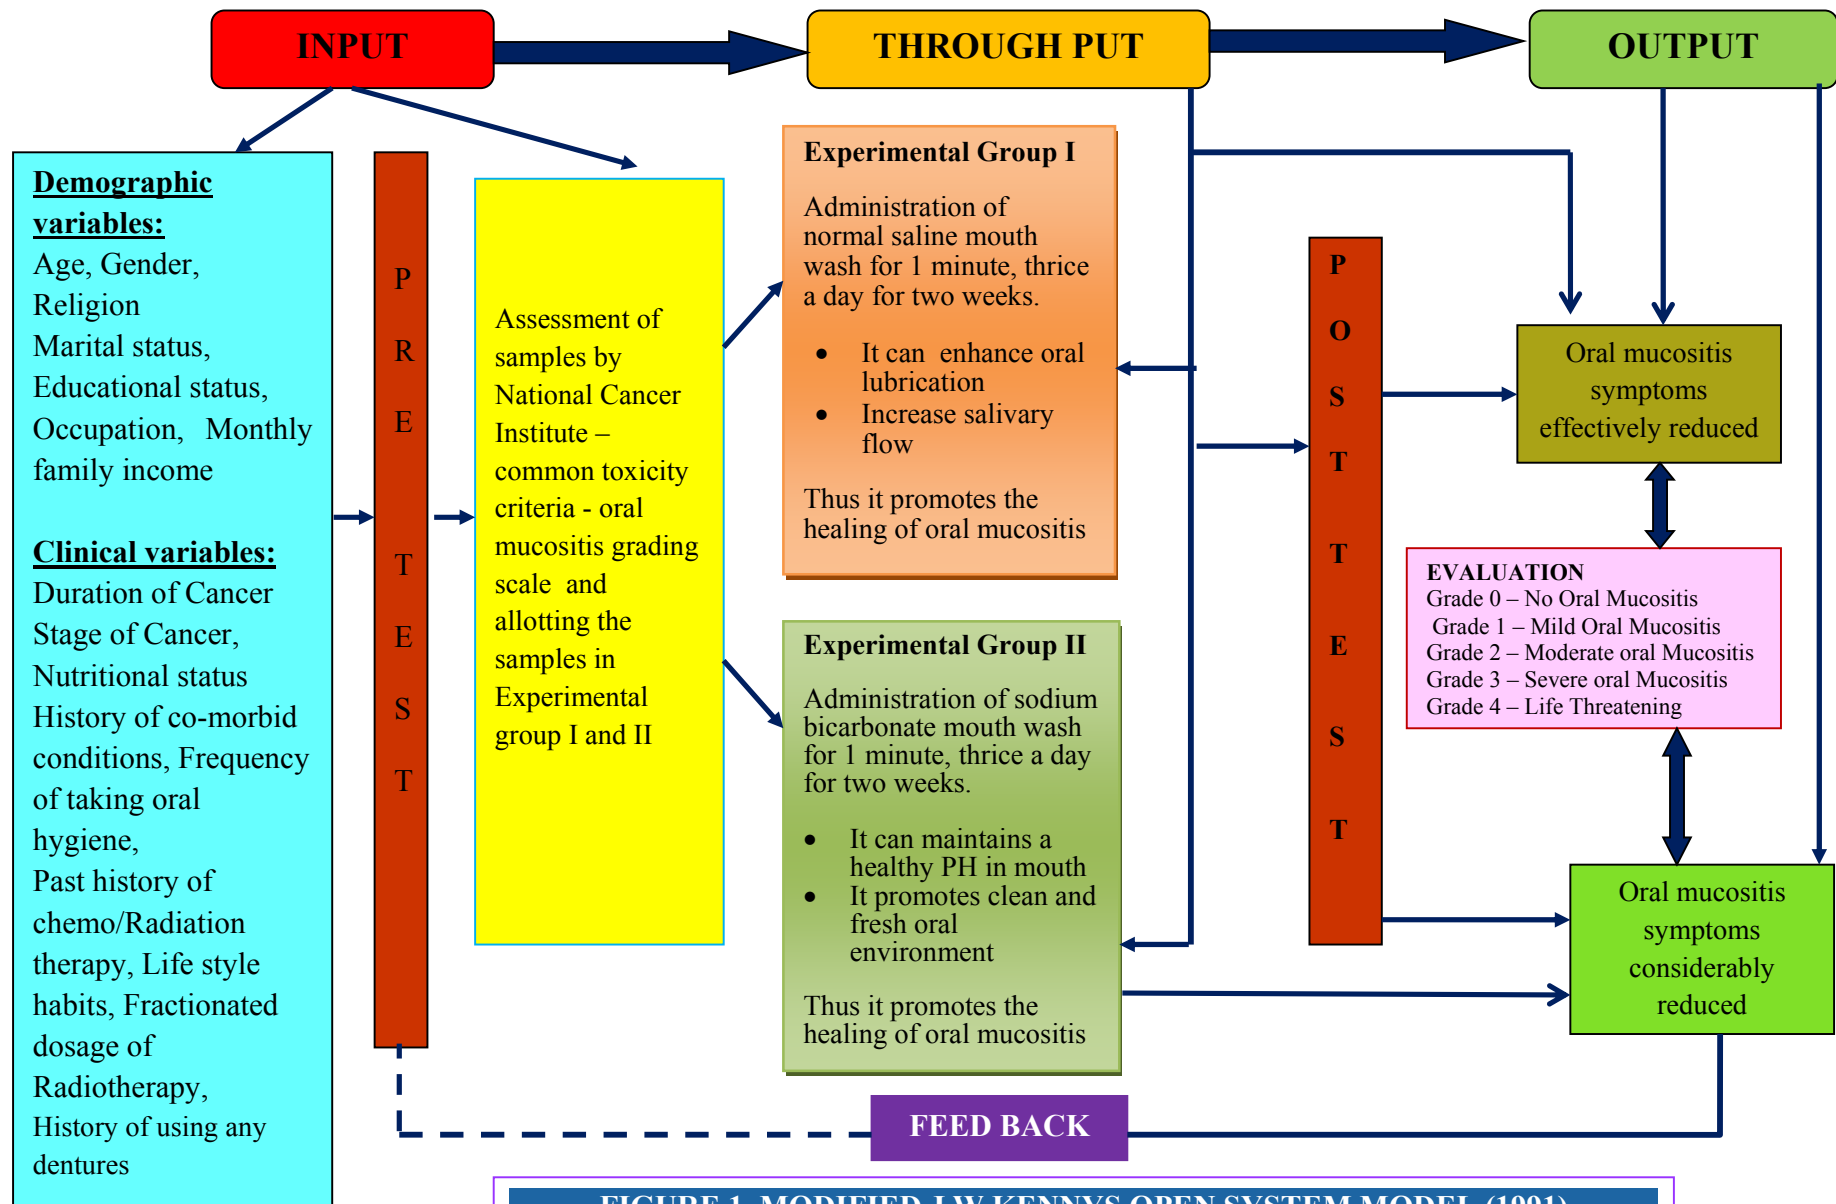 INPUT
THROUGH PUT
OUTPUT
Demographic
variables:
Age, Gender,
Religion
Marital status,
Educational status,
Occupation, Monthly
family income
Clinical variables:
Duration of Cancer
Stage of Cancer,
Nutritional status
History of co-morbid
conditions, Frequency
of taking oral
hygiene,
Past history of
chemo/Radiation
therapy, Life style
habits, Fractionated
dosage of
Radiotherapy,
History of using any
dentures
P
R
E
T
E
S
T
Assessment of
samples by
National Cancer
Institute –
common toxicity
criteria - oral
mucositis grading
scale and
allotting the
samples in
Experimental
group I and II
Experimental Group I
Administration of
normal saline mouth
wash for 1 minute, thrice
a day for two weeks.
• It can enhance oral
lubrication
• Increase salivary
flow
Thus it promotes the
healing of oral mucositis
Experimental Group II
Administration of sodium
bicarbonate mouth wash
for 1 minute, thrice a day
for two weeks.
• It can maintains a
healthy PH in mouth
• It promotes clean and
fresh oral
environment
Thus it promotes the
healing of oral mucositis
P
O
S
T
T
E
S
T
Oral mucositis
symptoms
effectively reduced
EVALUATION
Grade 0 – No Oral Mucositis
Grade 1 – Mild Oral Mucositis
Grade 2 – Moderate oral Mucositis
Grade 3 – Severe oral Mucositis
Grade 4 – Life Threatening
Oral mucositis
symptoms
considerably
reduced
FEED BACK
FIGURE 1. MODIFIED J.W KENNYS OPEN SYSTEM MODEL (1991)